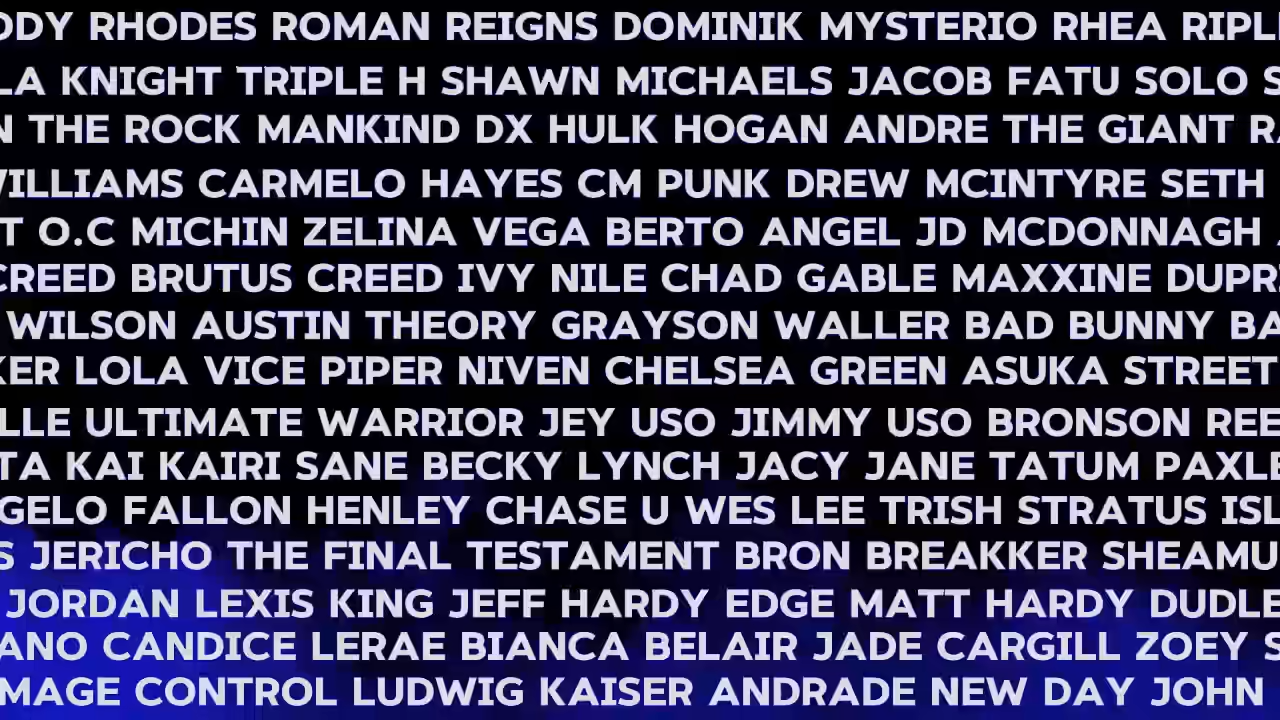 ODY RHODES ROMAN REIGNS DOMINIK MYSTERIO RHEA RIPL
LA KNIGHT TRIPLE H SHAWN MICHAELS JACOB FATU SOLO S
N THE ROCK MANKIND DX HULK HOGAN ANDRE THE GIANT RA
WILLIAMS CARMELO HAYES CM PUNK DREW MCINTYRE SETH
T O.C MICHIN ZELINA VEGA BERTO ANGEL JD MCDONNAGH
CREED BRUTUS CREED IVY NILE CHAD GABLE MAXXINE DUPR
WILSON AUSTIN THEORY GRAYSON WALLER BAD BUNNY BA
KER LOLA VICE PIPER NIVEN CHELSEA GREEN ASUKA STREET
LLE ULTIMATE WARRIOR JEY USO JIMMY USO BRONSON REE
TA KAI KAIRI SANE BECKY LYNCH JACY JANE TATUM PAXLE
GELO FALLON HENLEY CHASE U WES LEE TRISH STRATUS ISL
S JERICHO THE FINAL TESTAMENT BRON BREAKKER SHEAMU
JORDAN LEXIS KING JEFF HARDY EDGE MATT HARDY DUDLE
ANO CANDICE LERAE BIANCA BELAIR JADE CARGILL ZOEY S
MAGE CONTROL LUDWIG KAISER ANDRADE NEW DAY JOHN